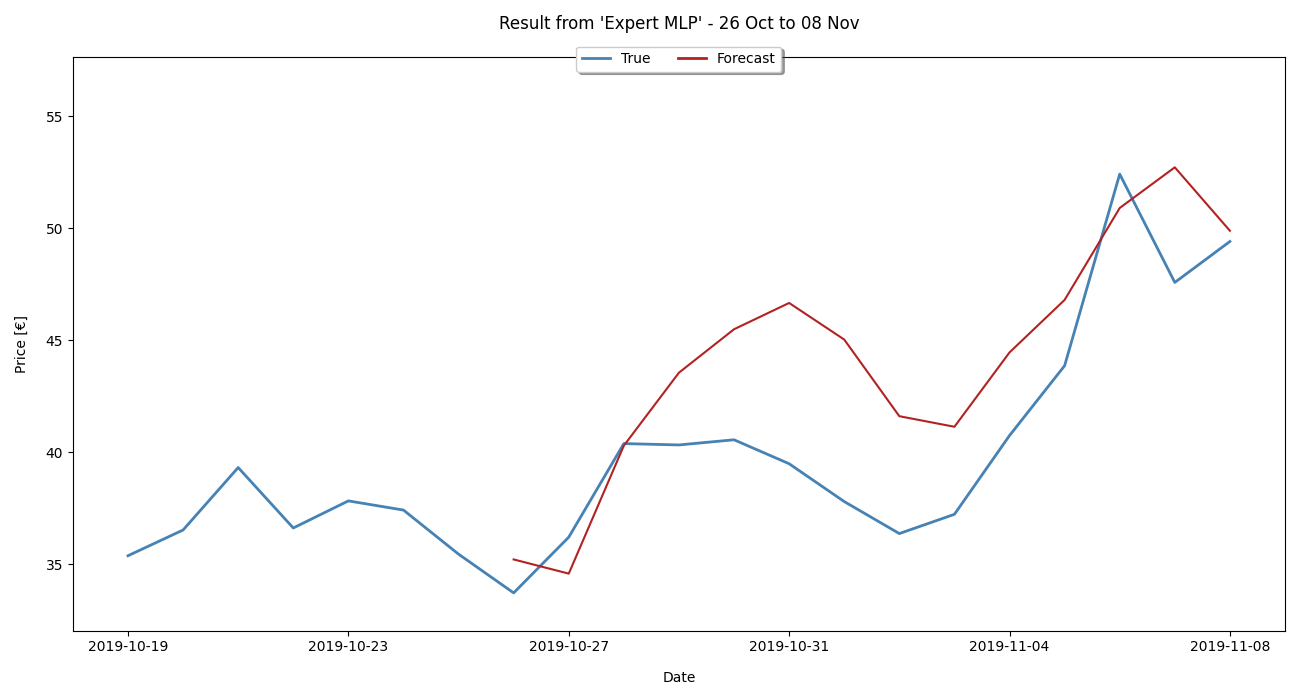 Result from 'Expert MLP' - 26 Oct to 08 Nov
True Forecast
55
50
45
40
35
Price [€]
2019-10-19 2019-10-23 2019-10-27 2019-10-31 2019-11-04 2019-11-08
Date